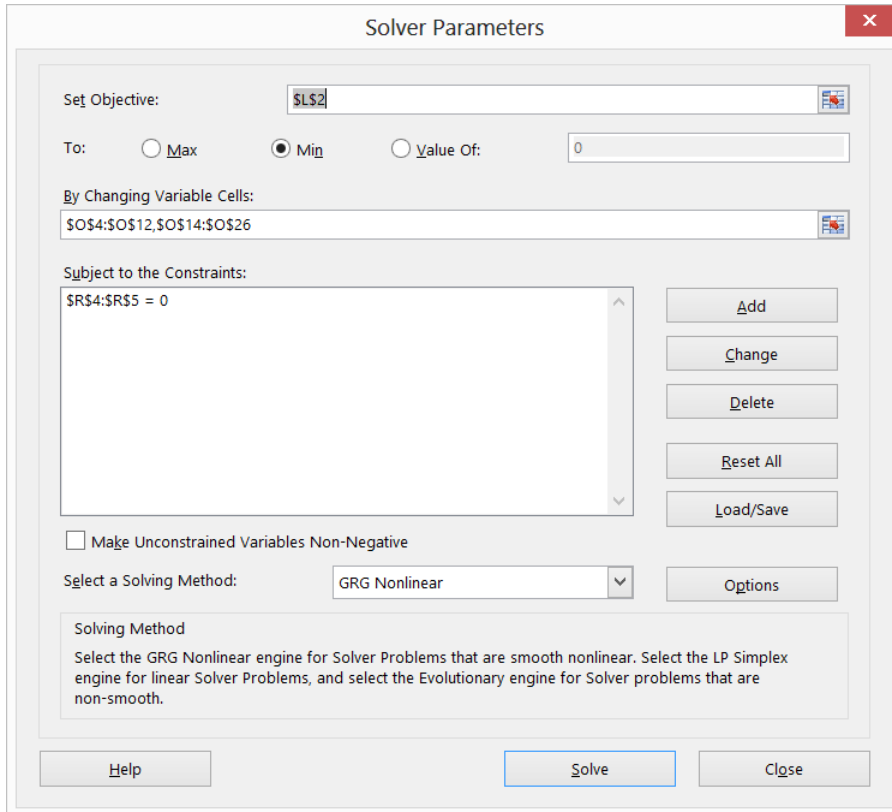 Solver Parameters
Set Objective:
$L$2
To:
Max
Min
Value Of:
0
By Changing Variable Cells:
$O$4:$O$12,$O$14:$O$26
Subject to the Constraints:
$R$4:$R$5 = 0
Add
Change
Delete
Reset All
Load/Save
Make Unconstrained Variables Non-Negative
Select a Solving Method:
GRG Nonlinear
Options
Solving Method
Select the GRG Nonlinear engine for Solver Problems that are smooth nonlinear. Select the LP Simplex
engine for linear Solver Problems, and select the Evolutionary engine for Solver problems that are
non-smooth.
Help
Solve
Close